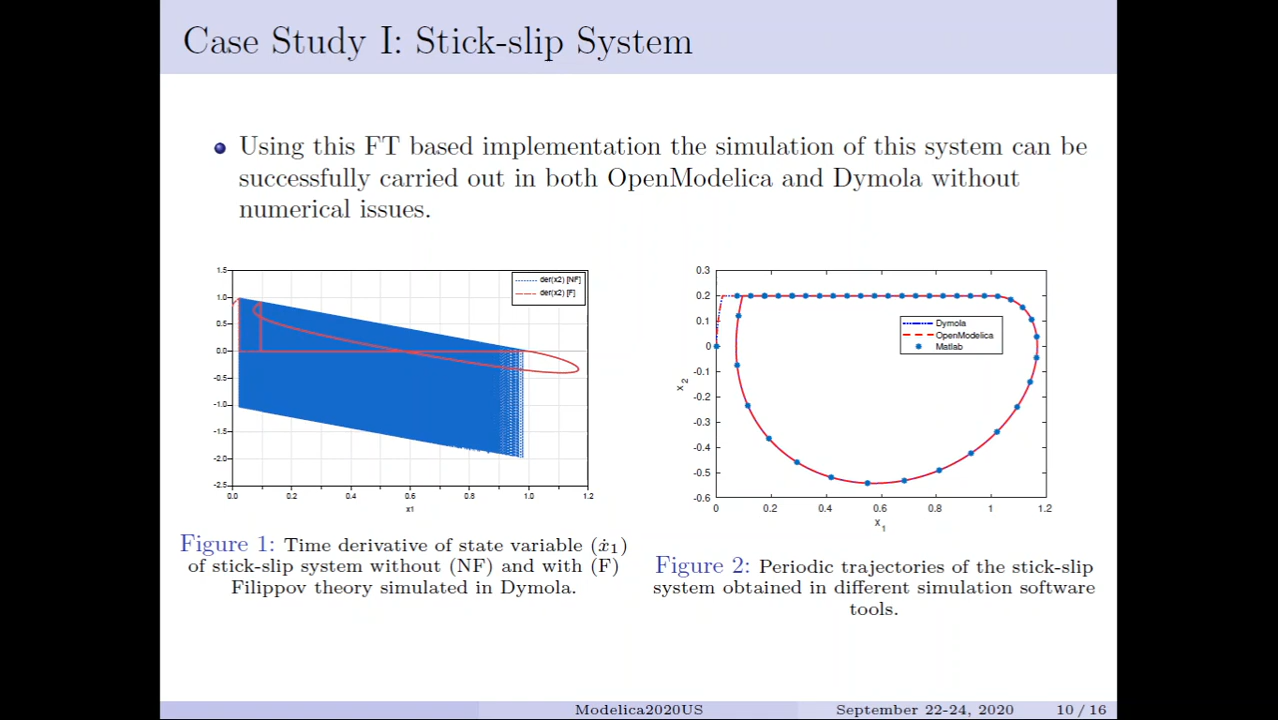 Case Study I: Stick-slip System
Using this FT based implementation the simulation of this system can be
successfully carried out in both OpenModelica and Dymola without
numerical issues.
1.5
1.0
0.5
0.0
-0.5
-1.0
-1.5
-2.0
-2.5
0.0 0.2 0.4 0.6 0.8 1.0 1.2
x1
der(x2) [NF]
der(x2) [F]
Figure 1: Time derivative of state variable (ẋ₁)
of stick-slip system without (NF) and with (F)
Filippov theory simulated in Dymola.
0.3
0.2
0.1
0
-0.1
-0.2
-0.3
-0.4
-0.5
-0.6
x₂
0 0.2 0.4 0.6 0.8 1 1.2
x₁
Dymola
OpenModelica
Matlab
Figure 2: Periodic trajectories of the stick-slip
system obtained in different simulation software
tools.
Modelica2020US September 22-24, 2020 10 / 16